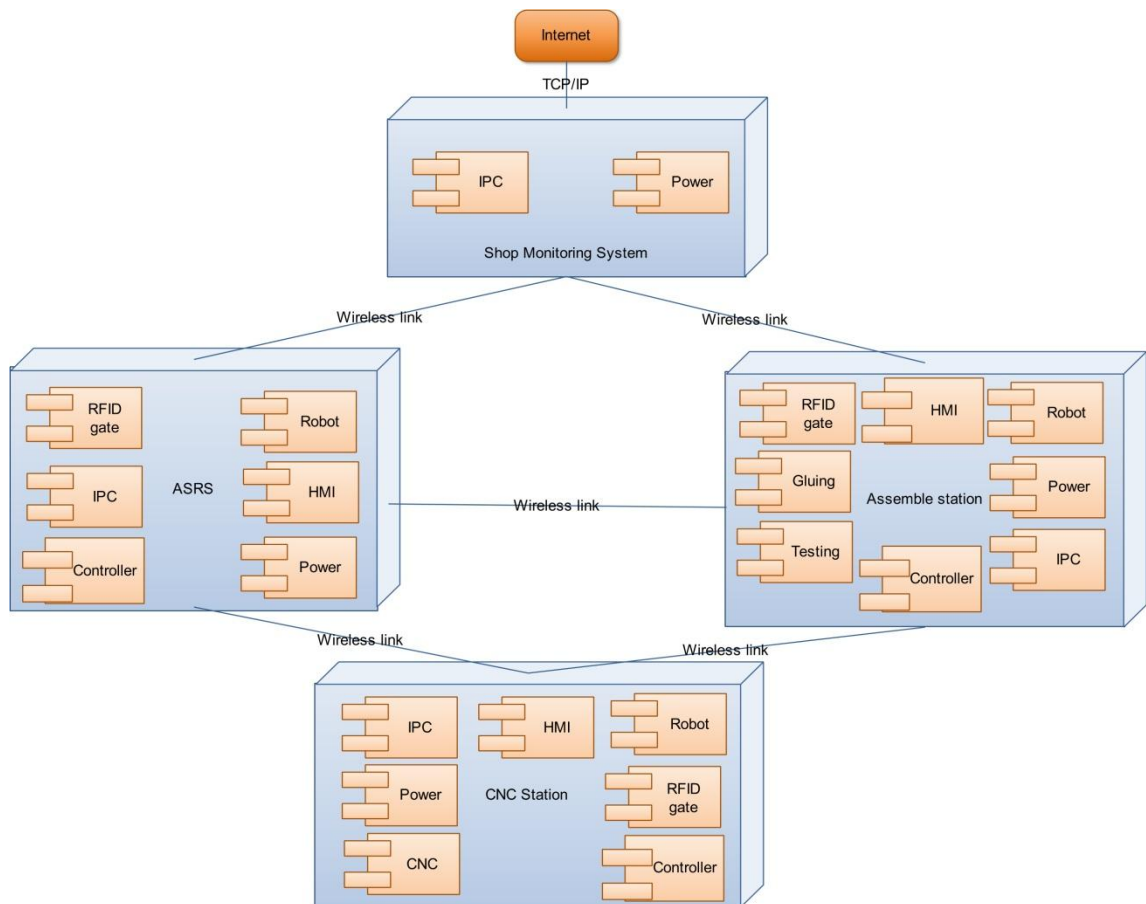 Internet
TCP/IP
IPC
Power
Shop Monitoring System
Wireless link
Wireless link
RFID
gate
Robot
IPC
ASRS
HMI
Controller
Power
Wireless link
RFID
gate
HMI
Robot
Gluing
Power
Assemble station
Testing
Controller
IPC
Wireless link
Wireless link
IPC
HMI
Robot
Power
CNC Station
RFID
gate
CNC
Controller